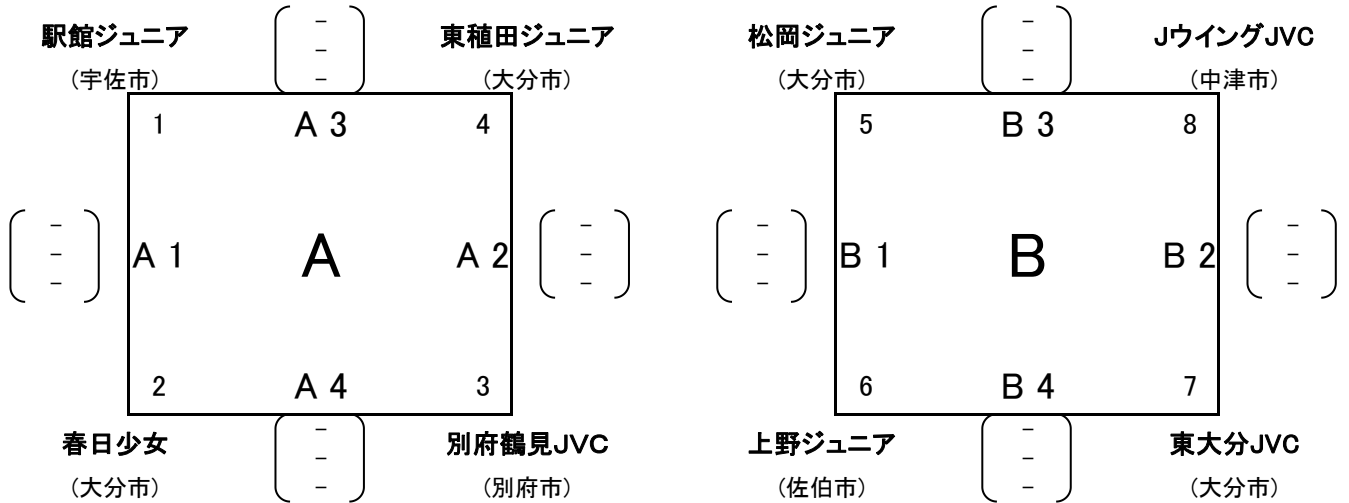 駅館ジュニア - 東稙田ジュニア 松岡ジュニア - JウイングJVC
-
-
(宇佐市) - (大分市) (大分市) - (中津市)
1 A 3 4 5 B 3 8
- - - -
- A 1 A A 2 - - B 1 B B 2 -
- - - -
2 A 4 3 6 B 4 7
春日少女 - 別府鶴見JVC 上野ジュニア - 東大分JVC
- -
(大分市) - (別府市) (佐伯市) - (大分市)